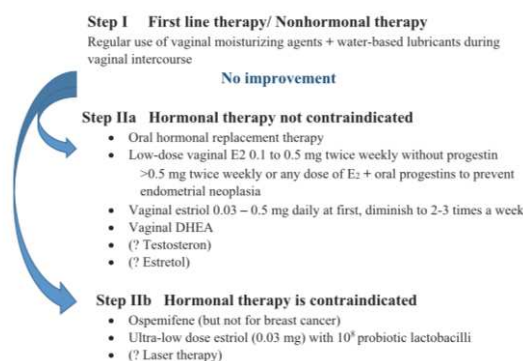 Step I First line therapy/ Nonhormonal therapy
Regular use of vaginal moisturizing agents + water-based lubricants during
vaginal intercourse
No improvement
Step IIa Hormonal therapy not contraindicated
• Oral hormonal replacement therapy
• Low-dose vaginal E2 0.1 to 0.5 mg twice weekly without progestin
>0.5 mg twice weekly or any dose of E₂ + oral progestins to prevent
endometrial neoplasia
• Vaginal estriol 0.03 – 0.5 mg daily at first, diminish to 2-3 times a week
• Vaginal DHEA
• (? Testosteron)
• (? Estretol)
Step IIb Hormonal therapy is contraindicated
• Ospemifene (but not for breast cancer)
• Ultra-low dose estriol (0.03 mg) with 10⁸ probiotic lactobacilli
• (? Laser therapy)